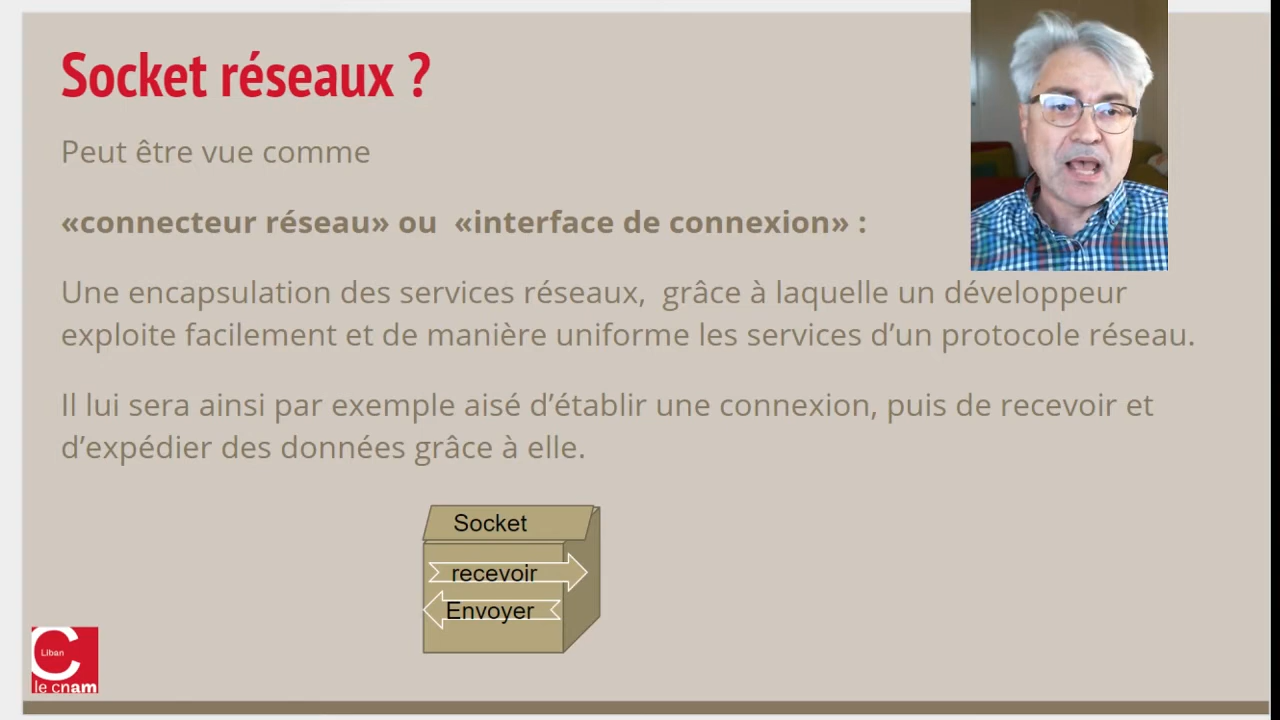 Socket réseaux ?
Peut être vue comme
«connecteur réseau» ou «interface de connexion» :
Une encapsulation des services réseaux, grâce à laquelle un développeur
exploite facilement et de manière uniforme les services d’un protocole réseau.
Il lui sera ainsi par exemple aisé d’établir une connexion, puis de recevoir et
d’expédier des données grâce à elle.
Socket
recevoir
Envoyer
Liban
le cnam